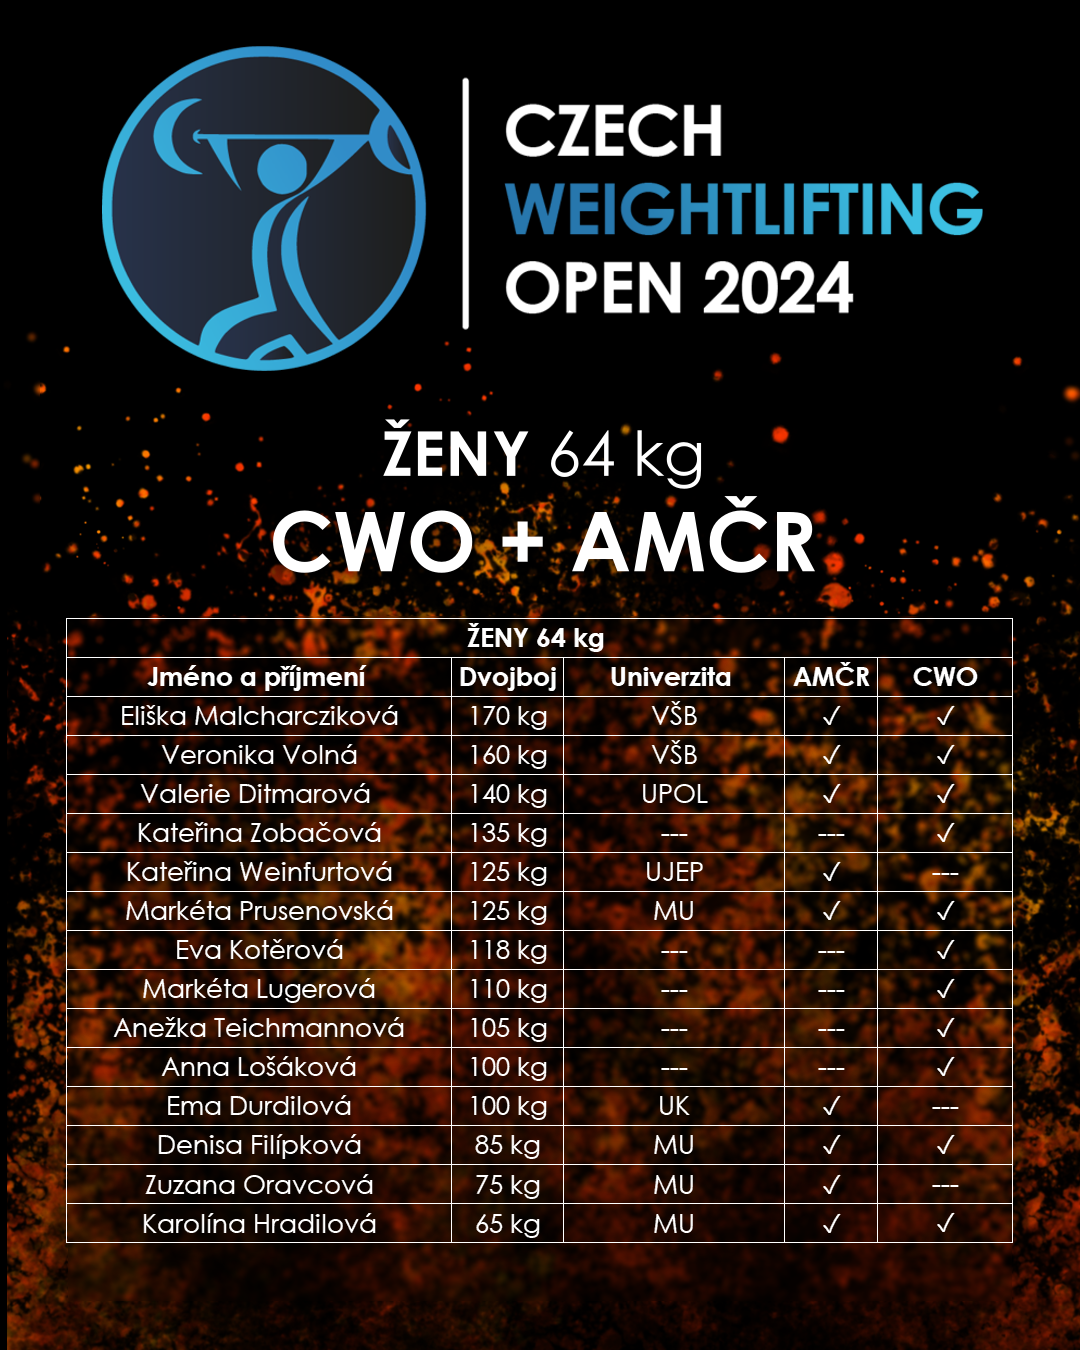 CZECH
WEIGHTLIFTING
OPEN 2024
ŽENY 64 kg
CWO + AMČR
ŽENY 64 kg
Jméno a příjmení Dvojboj Univerzita AMČR CWO
Eliška Malcharcziková 170 kg VŠB ✓ ✓
Veronika Volná 160 kg VŠB ✓ ✓
Valerie Ditmarová 140 kg UPOL ✓ ✓
Kateřina Zobačová 135 kg --- --- ✓
Kateřina Weinfurtová 125 kg UJEP ✓ ---
Markéta Prusenovská 125 kg MU ✓ ✓
Eva Kotěrová 118 kg --- --- ✓
Markéta Lugerová 110 kg --- --- ✓
Anežka Teichmannová 105 kg --- --- ✓
Anna Lošáková 100 kg --- --- ✓
Ema Durdilová 100 kg UK ✓ ---
Denisa Filípková 85 kg MU ✓ ✓
Zuzana Oravcová 75 kg MU ✓ ---
Karolína Hradilová 65 kg MU ✓ ✓